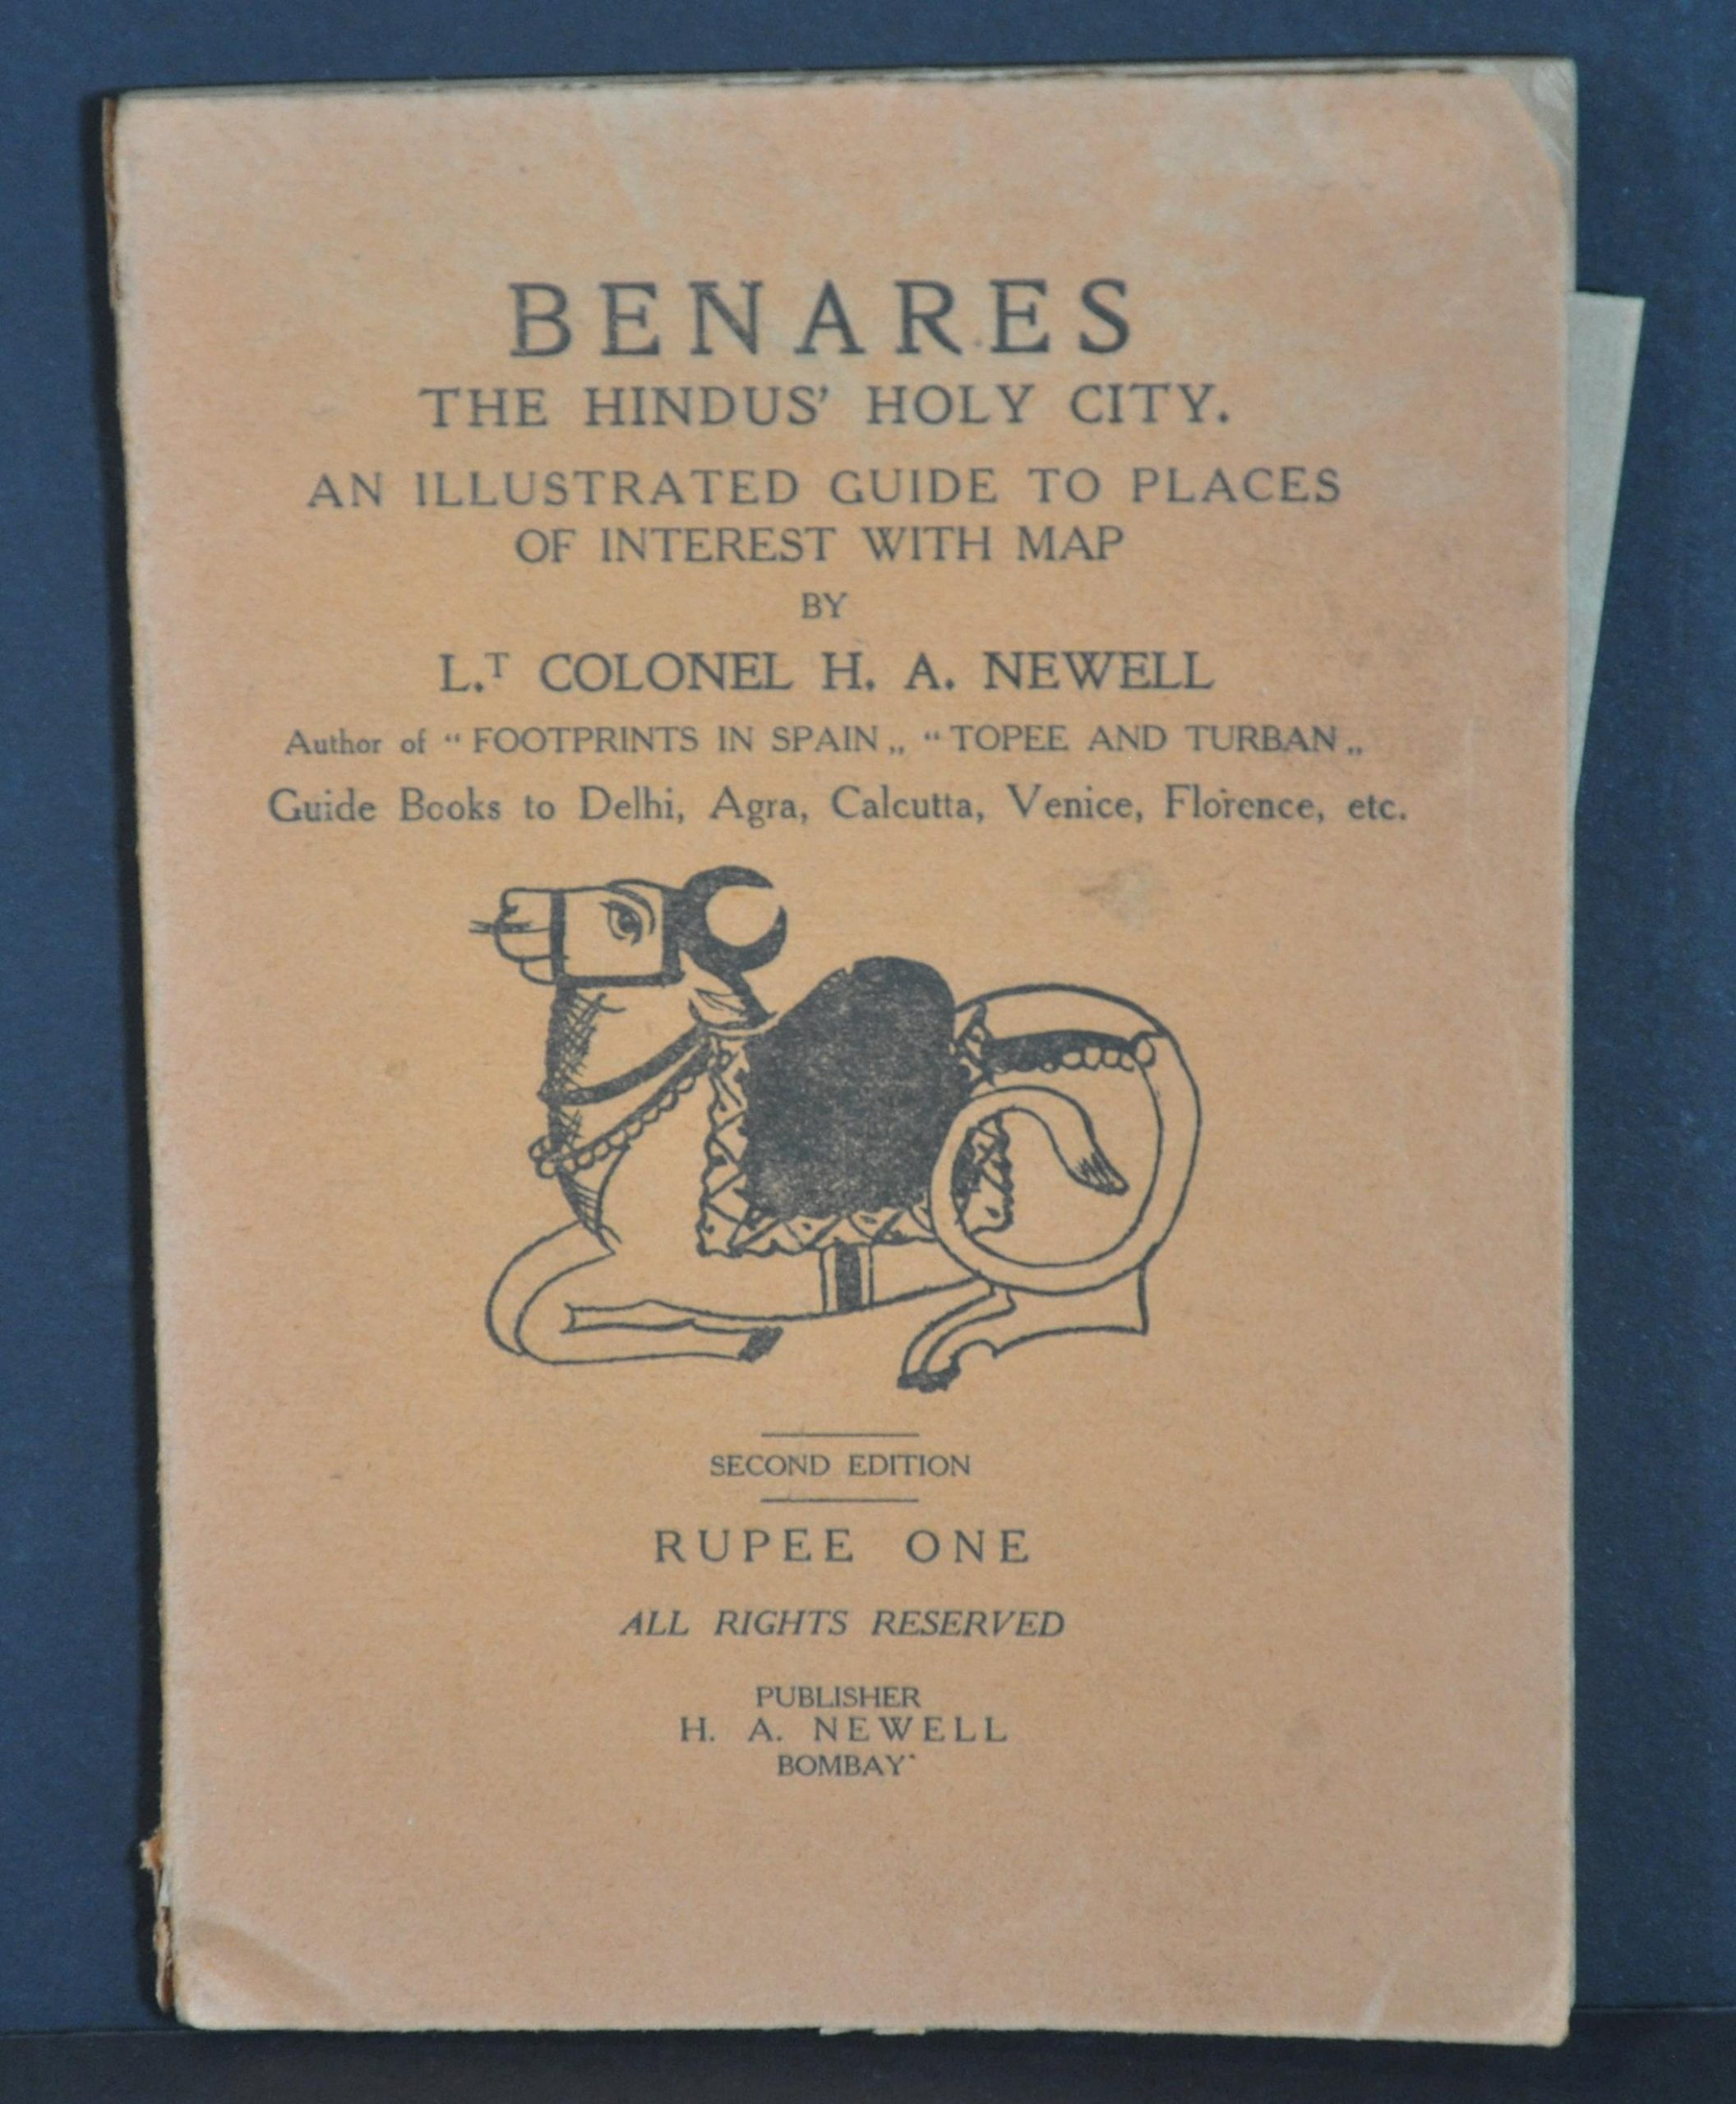 BENARES
THE HINDUS' HOLY CITY.
AN ILLUSTRATED GUIDE TO PLACES
OF INTEREST WITH MAP
BY
L.T COLONEL H. A. NEWELL
Author of “ FOOTPRINTS IN SPAIN „ “ TOPEE AND TURBAN „
Guide Books to Delhi, Agra, Calcutta, Venice, Florence, etc.
SECOND EDITION
RUPEE ONE
ALL RIGHTS RESERVED
PUBLISHER
H. A. NEWELL
BOMBAY